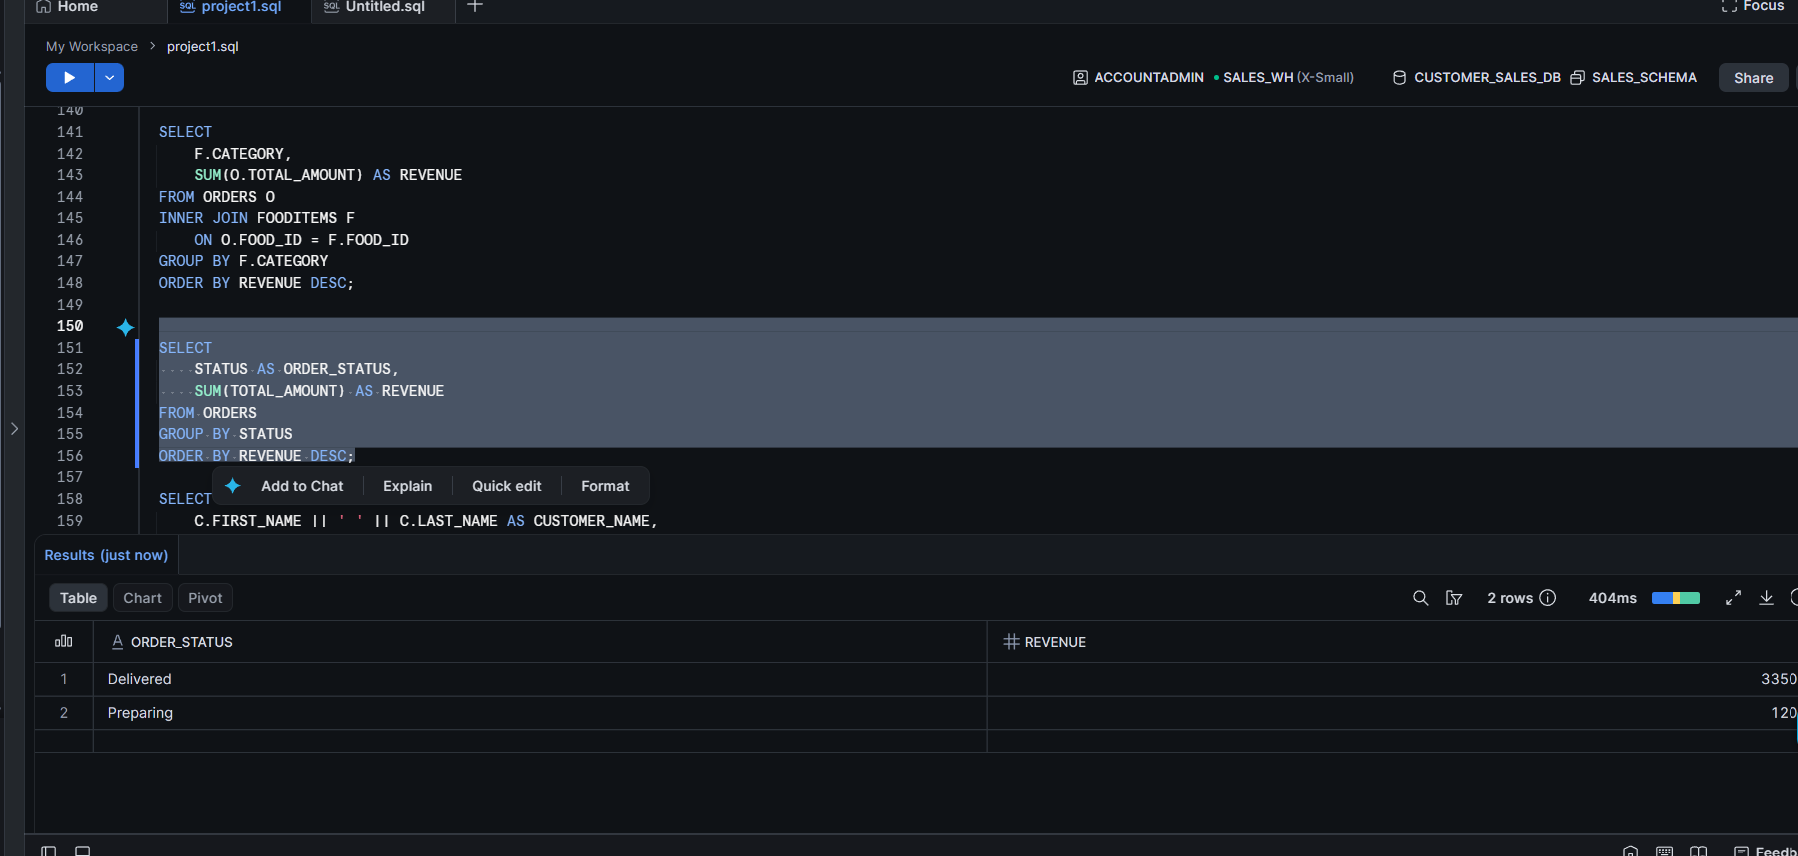 Home
SQL project1.sql
SQL Untitled.sql
Focus
My Workspace > project1.sql
ACCOUNTADMIN SALES_WH (X-Small) CUSTOMER_SALES_DB SALES_SCHEMA Share
140
141 SELECT
142 F.CATEGORY,
143 SUM(O.TOTAL_AMOUNT) AS REVENUE
144 FROM ORDERS O
145 INNER JOIN FOODITEMS F
146 ON O.FOOD_ID = F.FOOD_ID
147 GROUP BY F.CATEGORY
148 ORDER BY REVENUE DESC;
149
150
151 SELECT
152 STATUS AS ORDER_STATUS,
153 SUM(TOTAL_AMOUNT) AS REVENUE
154 FROM ORDERS
155 GROUP BY STATUS
156 ORDER BY REVENUE DESC;
157
Add to Chat Explain Quick edit Format
158 SELECT
159 C.FIRST_NAME || ' ' || C.LAST_NAME AS CUSTOMER_NAME,
Results (just now)
Table Chart Pivot
2 rows 404ms
ORDER_STATUS REVENUE
1 Delivered 3350
2 Preparing 120
Feedb